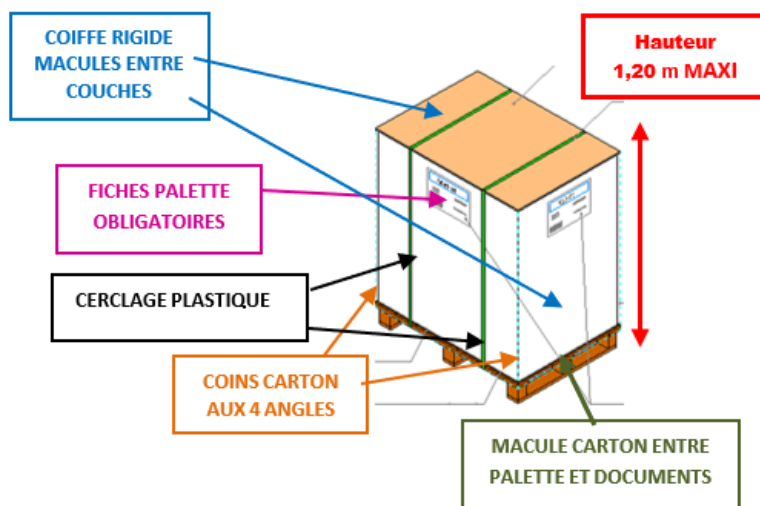 COIFFE RIGIDE
MACULES ENTRE
COUCHES
Hauteur
1,20 m MAXI
FICHES PALETTE
OBLIGATOIRES
CERCLAGE PLASTIQUE
COINS CARTON
AUX 4 ANGLES
MACULE CARTON ENTRE
PALETTE ET DOCUMENTS